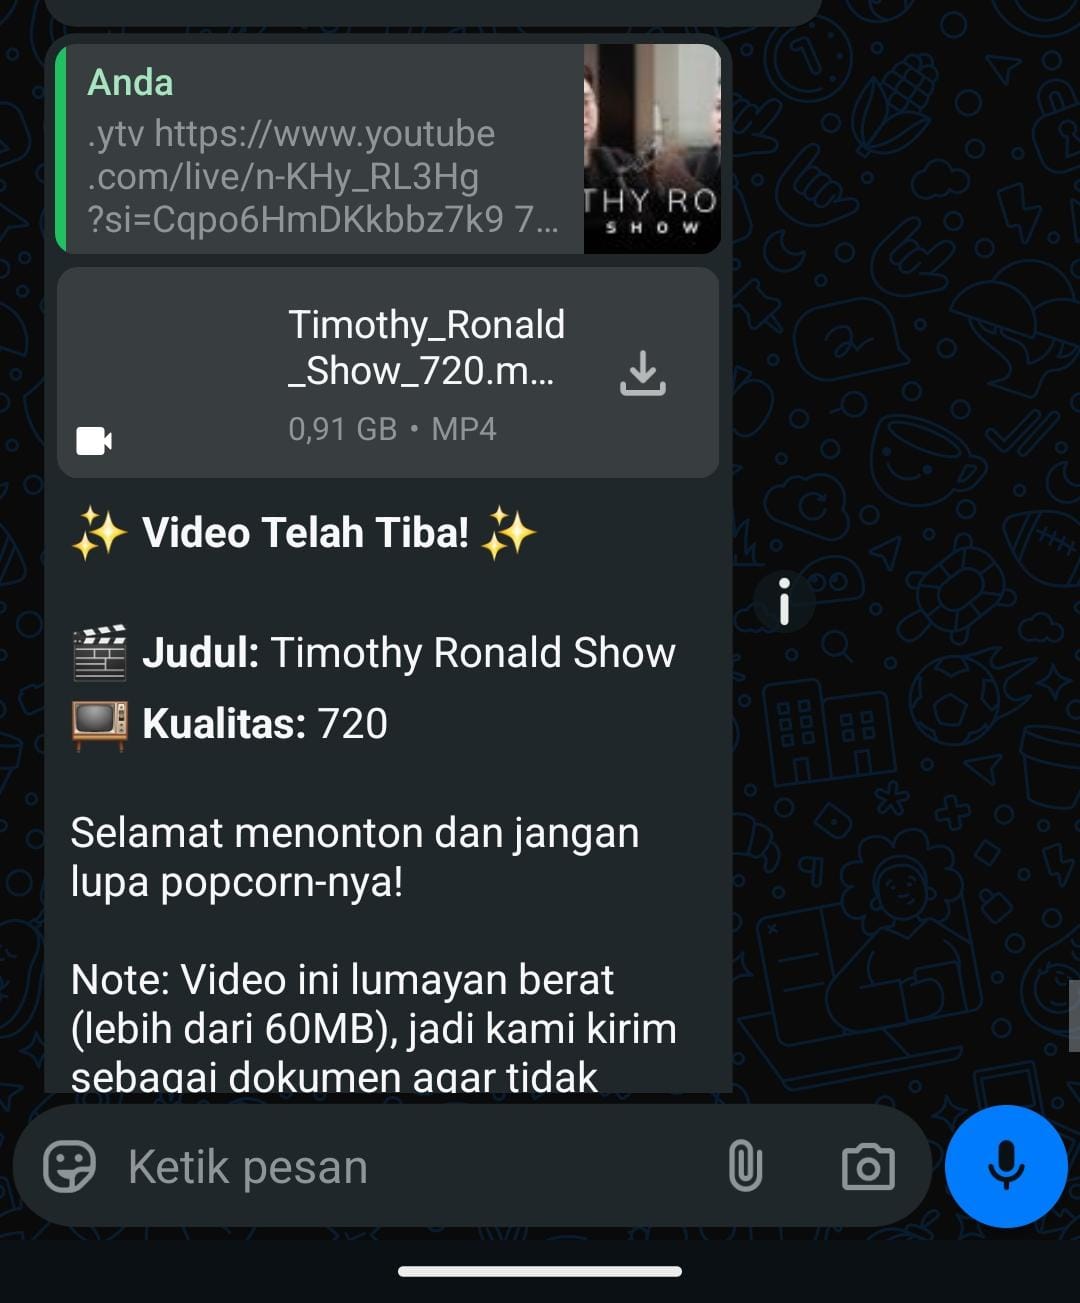 Anda
.ytv https://www.youtube
.com/live/n-KHy_RL3Hg
?si=Cqpo6HmDKkbbz7k9 7…
THY RO
SHOW
Timothy_Ronald
_Show_720.m…
0,91 GB • MP4
✨ Video Telah Tiba! ✨
🎬 Judul: Timothy Ronald Show
📺 Kualitas: 720
Selamat menonton dan jangan
lupa popcorn-nya!
Note: Video ini lumayan berat
(lebih dari 60MB), jadi kami kirim
sebagai dokumen agar tidak
Ketik pesan